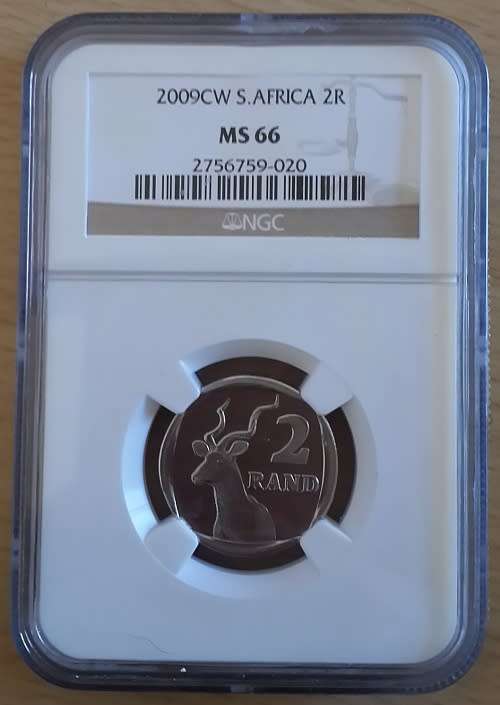 2009CW S.AFRICA 2R
MS 66
2756759-020
NGC
2
RAND